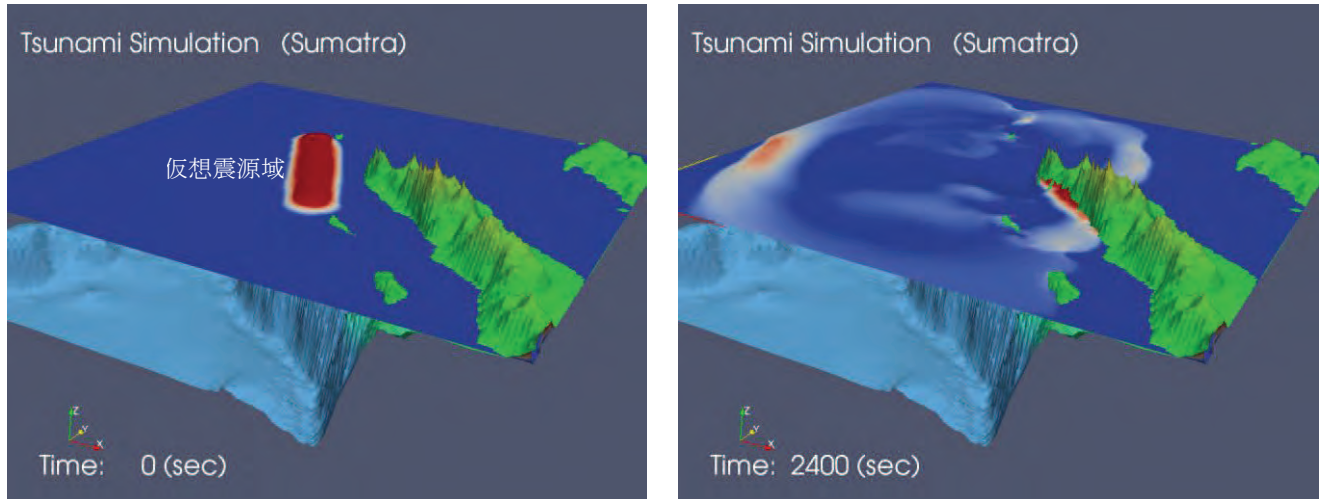 Tsunami Simulation (Sumatra)
仮想震源域
Z
Y
X
Time: 0 (sec)
Tsunami Simulation (Sumatra)
Z
Y
X
Time: 2400 (sec)